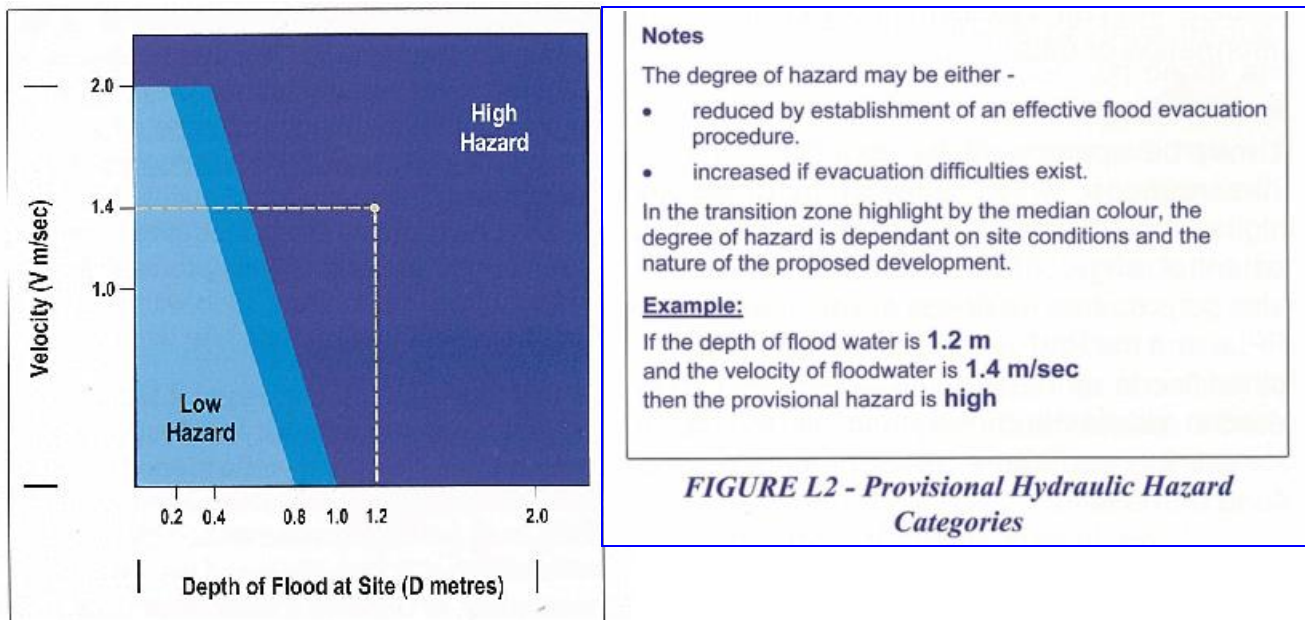 2.0
1.4
1.0
Velocity (V m/sec)
High
Hazard
Low
Hazard
0.2 0.4 0.8 1.0 1.2 2.0
Depth of Flood at Site (D metres)
Notes
The degree of hazard may be either -
• reduced by establishment of an effective flood evacuation
procedure.
• increased if evacuation difficulties exist.
In the transition zone highlight by the median colour, the
degree of hazard is dependant on site conditions and the
nature of the proposed development.
Example:
If the depth of flood water is 1.2 m
and the velocity of floodwater is 1.4 m/sec
then the provisional hazard is high
FIGURE L2 - Provisional Hydraulic Hazard
Categories